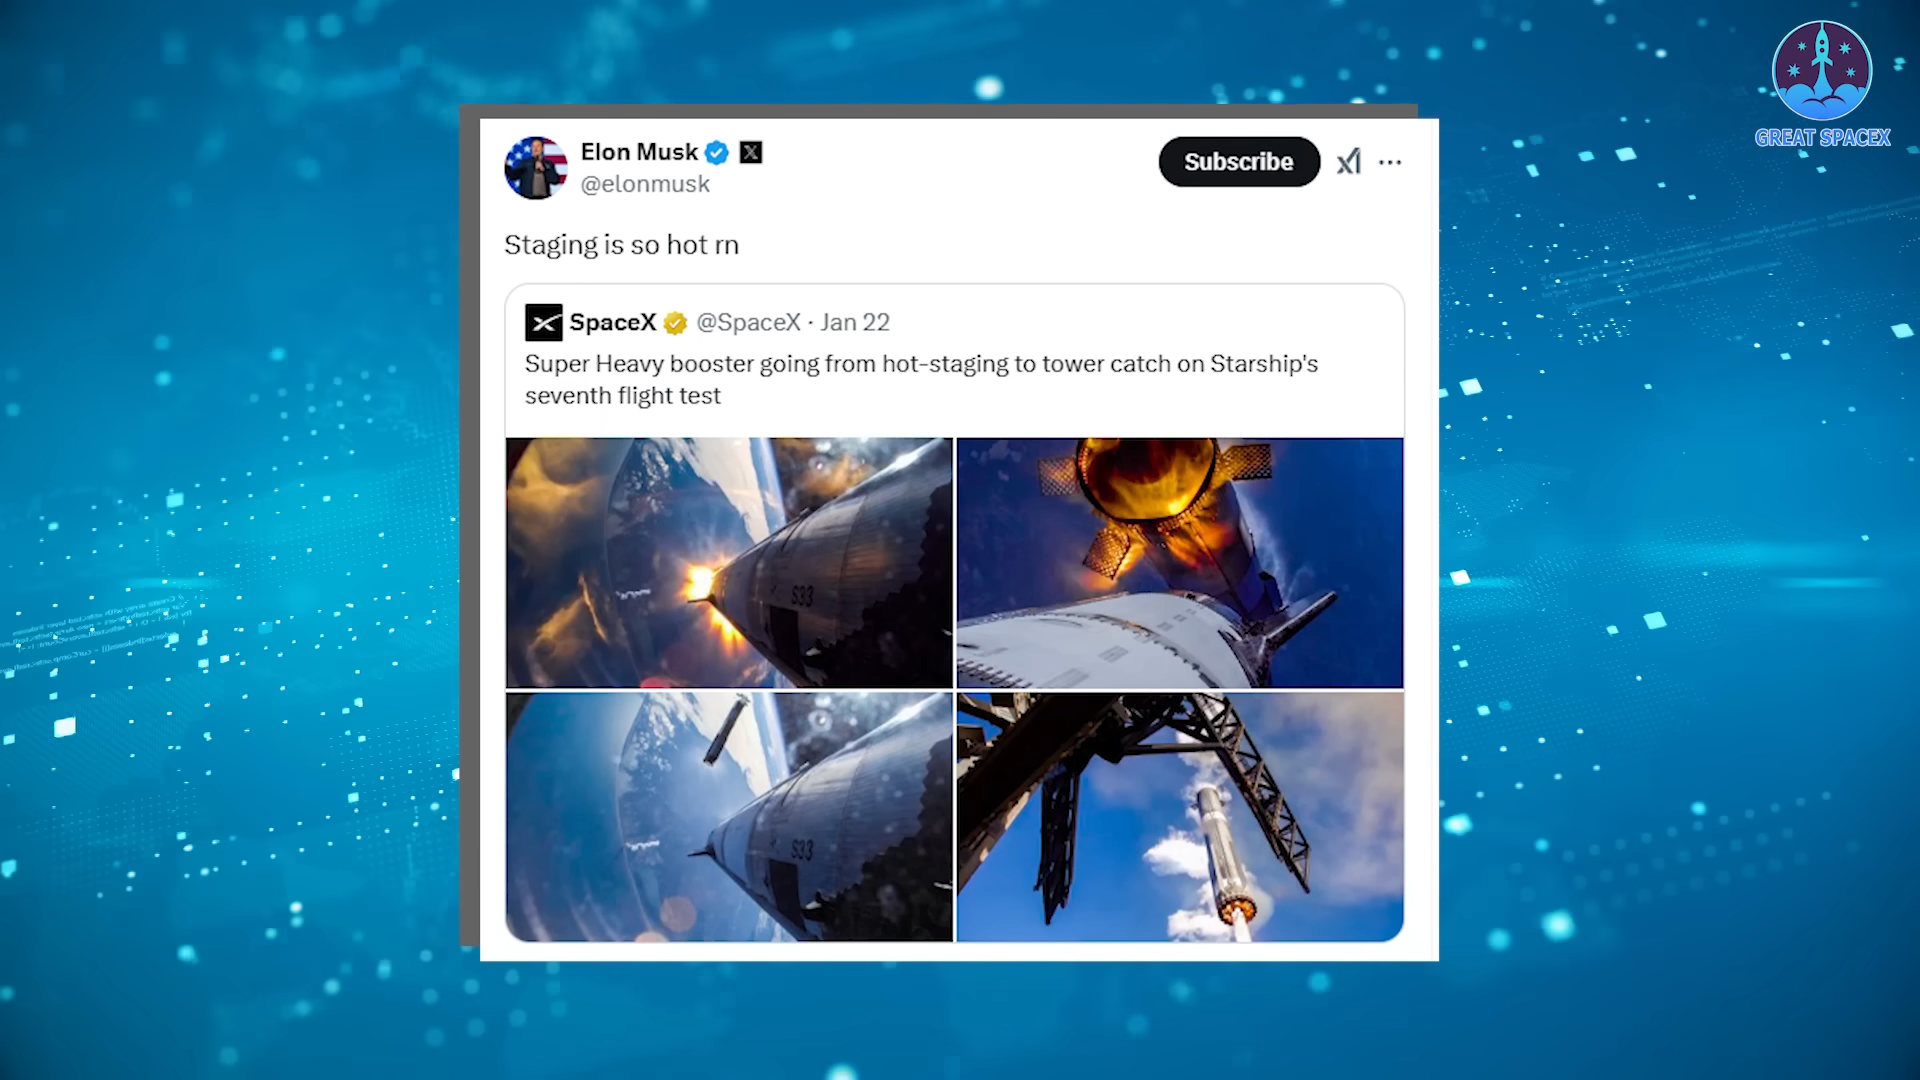 GREAT SPACEX
Elon Musk
@elonmusk
Subscribe
Staging is so hot rn
SpaceX @SpaceX · Jan 22
Super Heavy booster going from hot-staging to tower catch on Starship's
seventh flight test
S33
S33